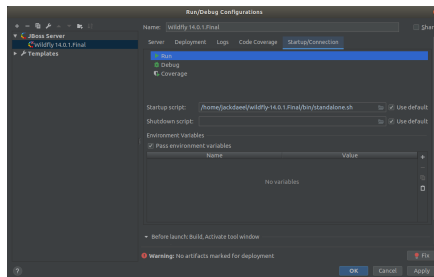 Run/Debug Configurations
Name: Wildfly 14.0.1.Final
Shar
JBoss Server
Wildfly 14.0.1.Final
Templates
Server Deployment Logs Code Coverage Startup/Connection
Run
Debug
Coverage
Startup script: /home/jackdaeel/wildfly-14.0.1.Final/bin/standalone.sh Use default
Shutdown script: Use default
Environment Variables
Pass environment variables
Name Value
No variables
Before launch: Build, Activate tool window
Warning: No artifacts marked for deployment
Fix
? OK Cancel Apply